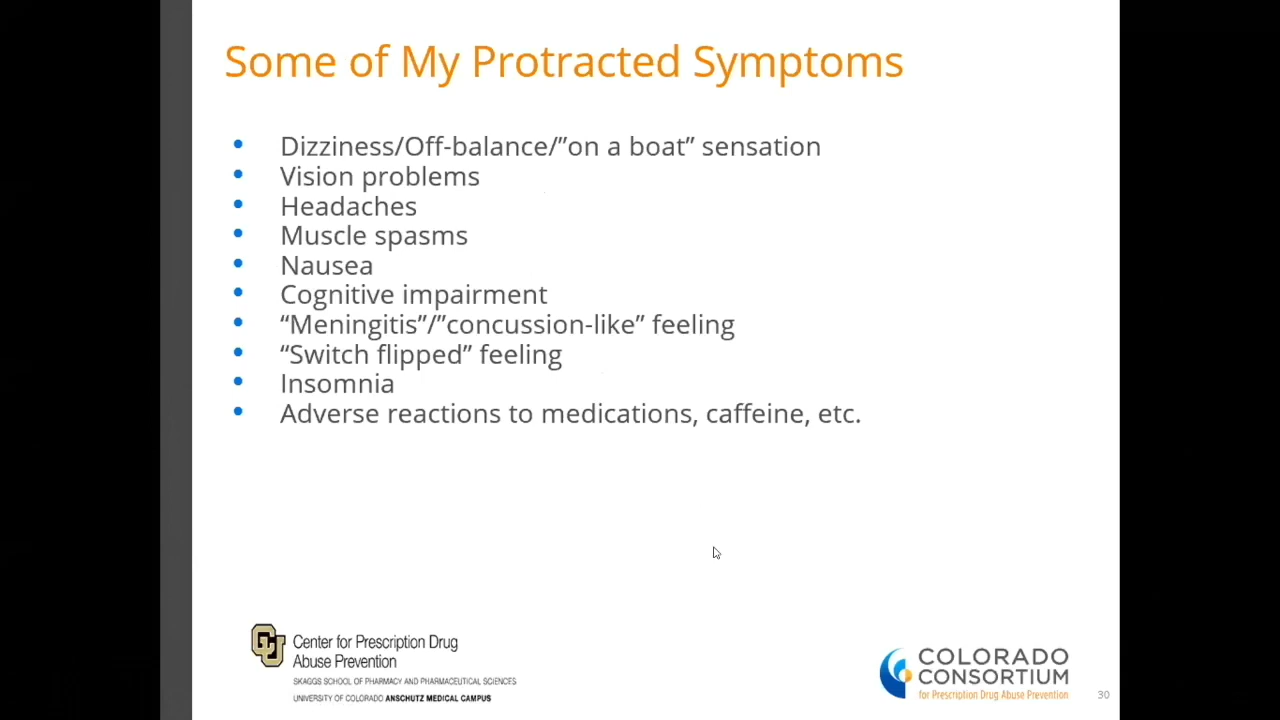 Some of My Protracted Symptoms
• Dizziness/Off-balance/”on a boat” sensation
• Vision problems
• Headaches
• Muscle spasms
• Nausea
• Cognitive impairment
• “Meningitis”/”concussion-like” feeling
• “Switch flipped” feeling
• Insomnia
• Adverse reactions to medications, caffeine, etc.
CU
Center for Prescription Drug
Abuse Prevention
SKAGGS SCHOOL OF PHARMACY AND PHARMACEUTICAL SCIENCES
UNIVERSITY OF COLORADO ANSCHUTZ MEDICAL CAMPUS
COLORADO
CONSORTIUM
for Prescription Drug Abuse Prevention
30